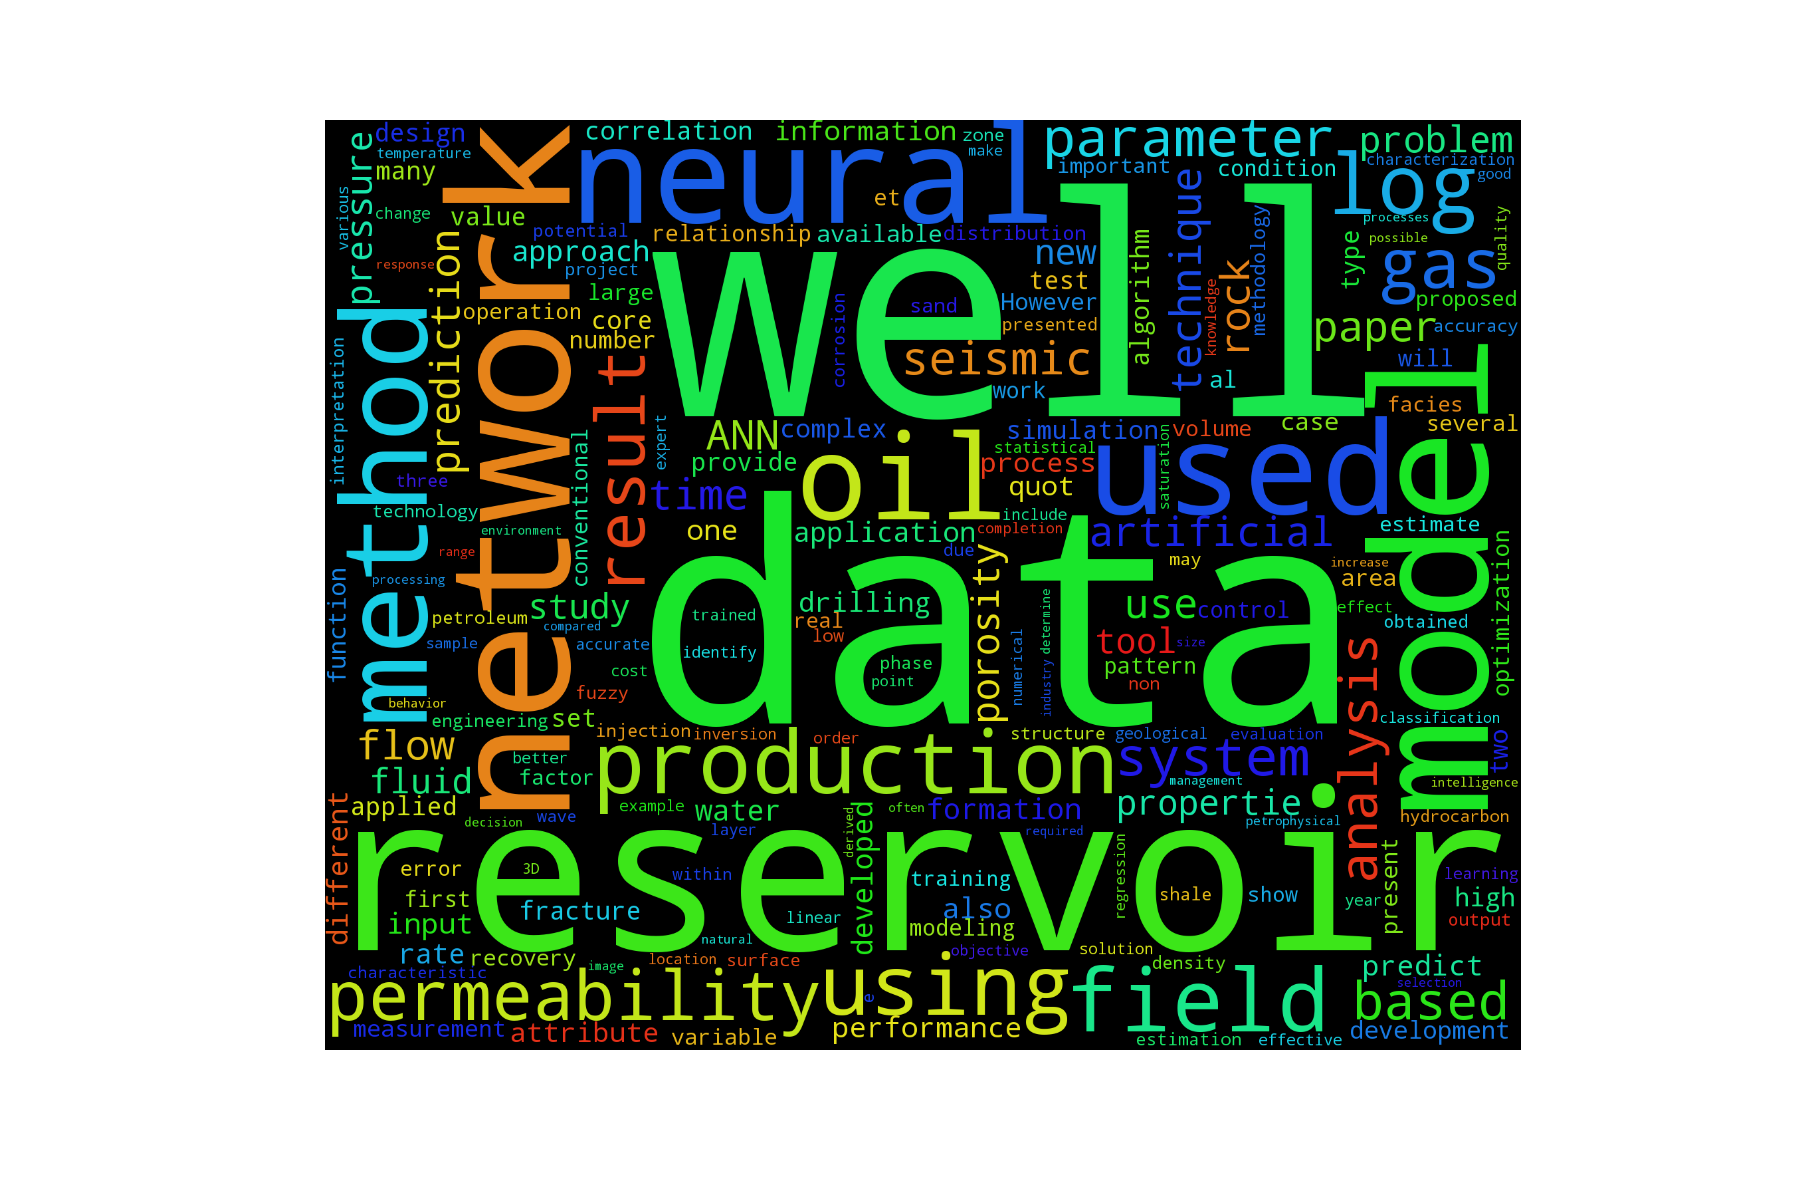 design
correlation
information
zone
make
parameter
problem
temperature
many
pressure
network
neural
important
condition
log
characterization
good
various
change
value
et
technique
processes
potential
relationship
available
distribution
new
methodology
type
possible
quality
approach
project
response
prediction
well
test
algorithm
rock
gas
large
sand
However
knowledge
proposed
operation
core
number
corrosion
presented
paper
accuracy
method
seismic
al
will
model
interpretation
result
work
facies
several
expert
ANN
complex
oil
simulation
volume
case
used
conventional
provide
statistical
process
saturation
three
time
quot
technology
one
application
include
completion
artificial
estimate
environment
data
range
due
may
increase
optimization
processing
area
function
petroleum
study
trained
drilling
real
low
porosity
determine
use
control
effect
obtained
compared
sample
accurate
identify
numerical
tool
size
analysis
cost
phase
point
industry
pattern
non
behavior
fuzzy
engineering
set
injection
inversion
order
structure
geological
evaluation
classification
flow
better
production
system
two
fluid
factor
management
intelligence
different
applied
example
water
often
formation
propertie
decision
wave
layer
derived
required
petrophysical
hydrocarbon
reservoir
error
3D
within
developed
training
regression
shale
show
year
present
learning
high
first
input
fracture
linear
also
modeling
output
rate
recovery
natural
objective
solution
density
predict
image
location
surface
characteristic
permeability
using
e
field
selection
based
measurement
attribute
variable
performance
estimation
effective
development